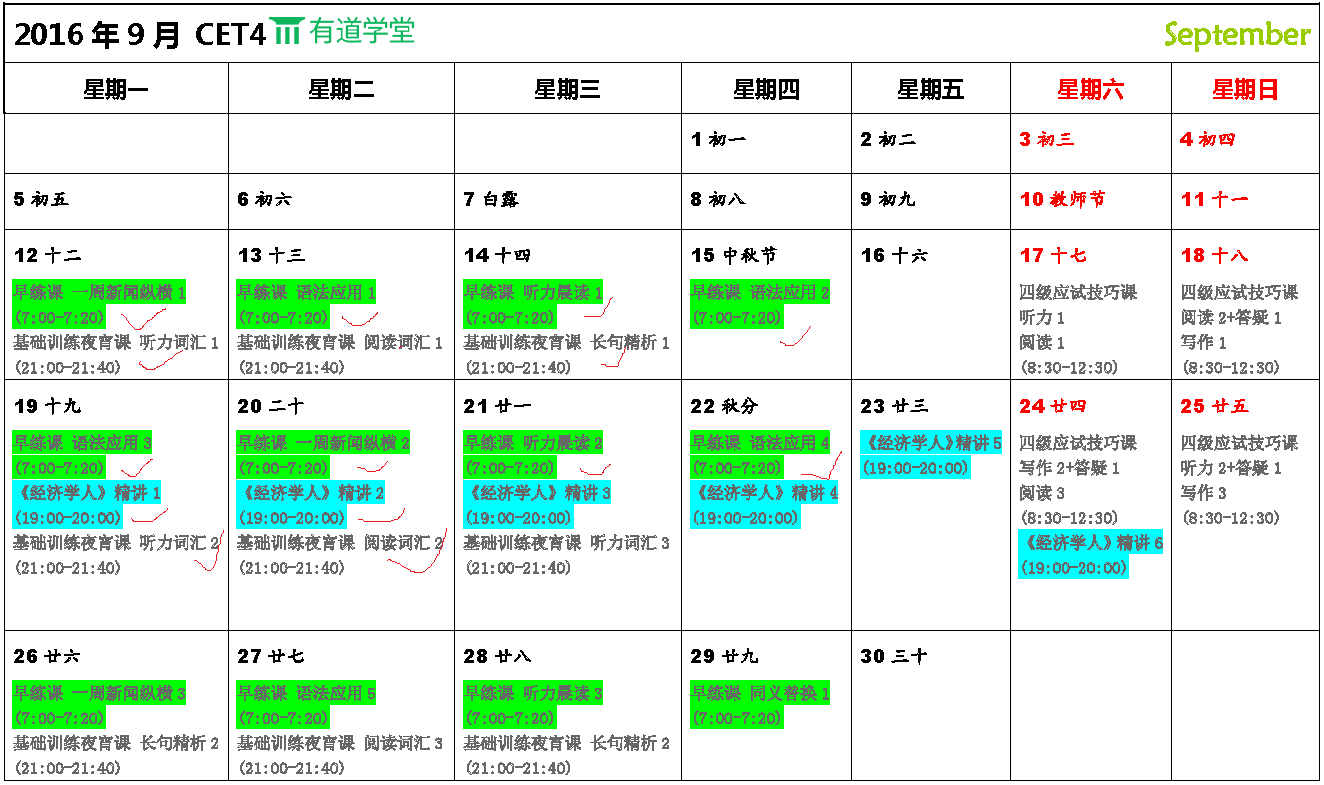 2016年9月 CET4 有道学堂 September
星期一 星期二 星期三 星期四 星期五 星期六 星期日
1 初一
2 初二
3 初三
4 初四
5 初五
6 初六
7 白露
8 初八
9 初九
10 教师节
11 十一
12 十二
早练课 一周新闻纵横 1
(7:00-7:20)
基础训练夜宵课 听力词汇 1
(21:00-21:40)
13 十三
早练课 语法应用 1
(7:00-7:20)
基础训练夜宵课 阅读词汇 1
(21:00-21:40)
14 十四
早练课 听力晨读 1
(7:00-7:20)
基础训练夜宵课 长句精析 1
(21:00-21:40)
15 中秋节
早练课 语法应用 2
(7:00-7:20)
16 十六
17 十七
四级应试技巧课
听力 1
阅读 1
(8:30-12:30)
18 十八
四级应试技巧课
阅读 2+答疑 1
写作 1
(8:30-12:30)
19 十九
早练课 语法应用 3
(7:00-7:20)
《经济学人》精讲 1
(19:00-20:00)
基础训练夜宵课 听力词汇 2
(21:00-21:40)
20 二十
早练课 一周新闻纵横 2
(7:00-7:20)
《经济学人》精讲 2
(19:00-20:00)
基础训练夜宵课 阅读词汇 2
(21:00-21:40)
21 廿一
早练课 听力晨读 2
(7:00-7:20)
《经济学人》精讲 3
(19:00-20:00)
基础训练夜宵课 听力词汇 3
(21:00-21:40)
22 秋分
早练课 语法应用 4
(7:00-7:20)
《经济学人》精讲 4
(19:00-20:00)
23 廿三
《经济学人》精讲 5
(19:00-20:00)
24 廿四
四级应试技巧课
写作 2+答疑 1
阅读 3
(8:30-12:30)
《经济学人》精讲 6
(19:00-20:00)
25 廿五
四级应试技巧课
听力 2+答疑 1
写作 3
(8:30-12:30)
26 廿六
早练课 一周新闻纵横 3
(7:00-7:20)
基础训练夜宵课 长句精析 2
(21:00-21:40)
27 廿七
早练课 语法应用 5
(7:00-7:20)
基础训练夜宵课 阅读词汇 3
(21:00-21:40)
28 廿八
早练课 听力晨读 3
(7:00-7:20)
基础训练夜宵课 长句精析 2
(21:00-21:40)
29 廿九
早练课 同义替换 1
(7:00-7:20)
30 三十